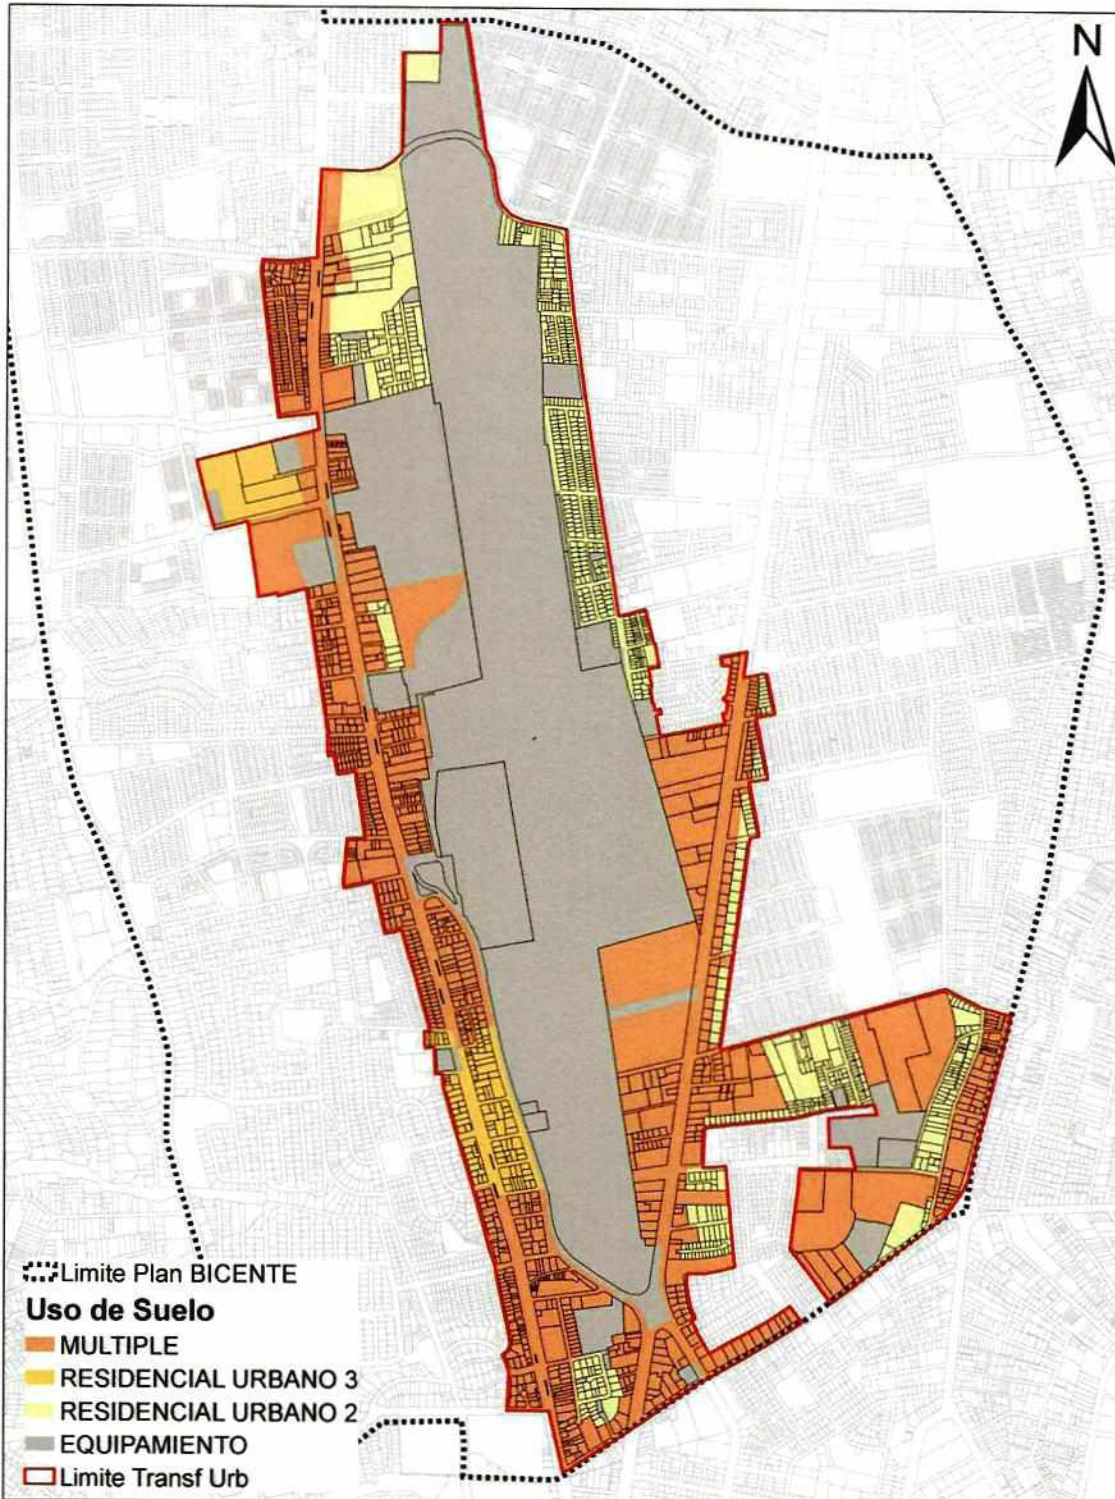 N
Limite Plan BICENTE
Uso de Suelo
MULTIPLE
RESIDENCIAL URBANO 3
RESIDENCIAL URBANO 2
EQUIPAMIENTO
Limite Transf Urb